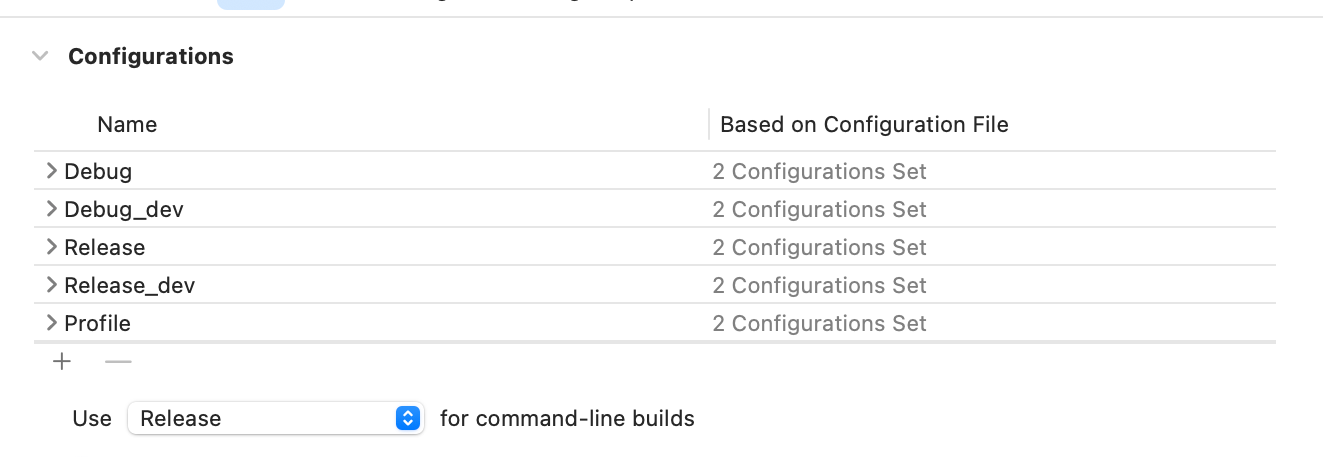 Configurations
Name Based on Configuration File
Debug 2 Configurations Set
Debug_dev 2 Configurations Set
Release 2 Configurations Set
Release_dev 2 Configurations Set
Profile 2 Configurations Set
Use Release for command-line builds